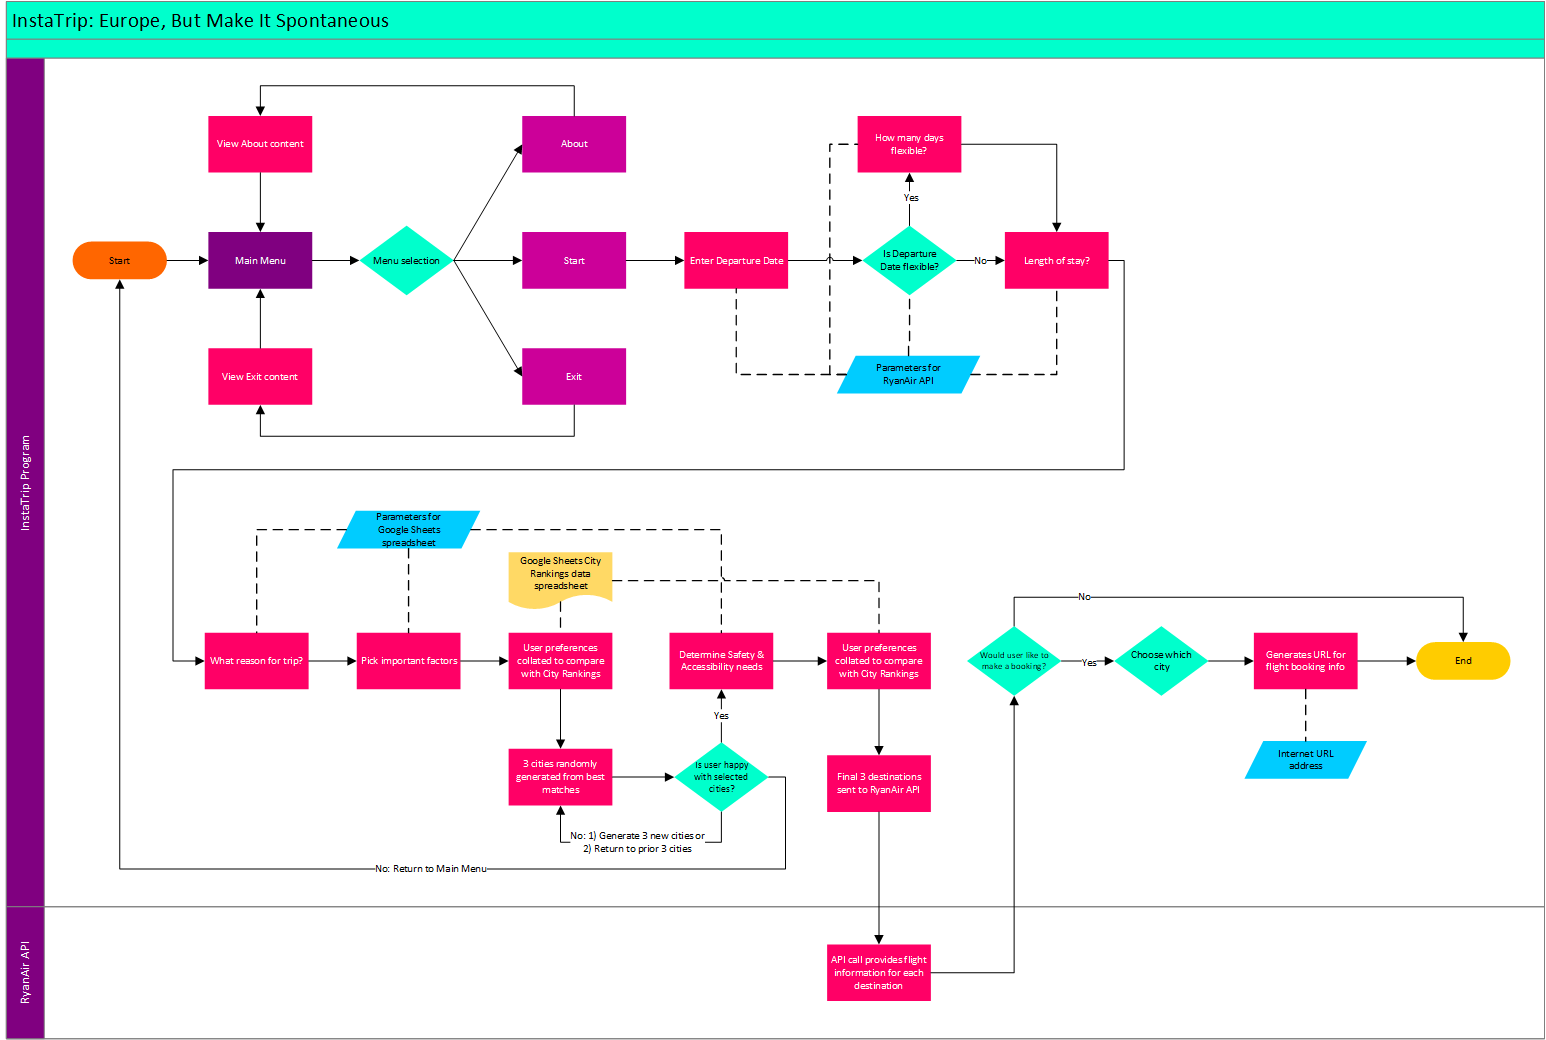 InstaTrip: Europe, But Make It Spontaneous
InstaTrip Program
View About content
About
How many days
flexible?
Yes
Start
Main Menu
Menu selection
Start
Enter Departure Date
Is Departure
Date flexible?
No
Length of stay?
View Exit content
Exit
Parameters for
RyanAir API
Parameters for
Google Sheets
spreadsheet
Google Sheets City
Rankings data
spreadsheet
No
What reason for trip?
Pick important factors
User preferences
collated to compare
with City Rankings
Determine Safety &
Accessibility needs
User preferences
collated to compare
with City Rankings
Would user like to
make a booking?
Yes
Choose which
city
Generates URL for
flight booking info
End
Yes
3 cities randomly
generated from best
matches
Is user happy
with selected
cities?
Final 3 destinations
sent to RyanAir API
Internet URL
address
No: 1) Generate 3 new cities or
2) Return to prior 3 cities
No: Return to Main Menu
RyanAir API
API call provides flight
information for each
destination